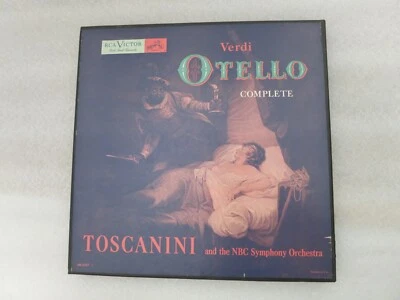 RCA VICTOR
Verdi
OTELLO
COMPLETE
TOSCANINI and the NBC Symphony Orchestra